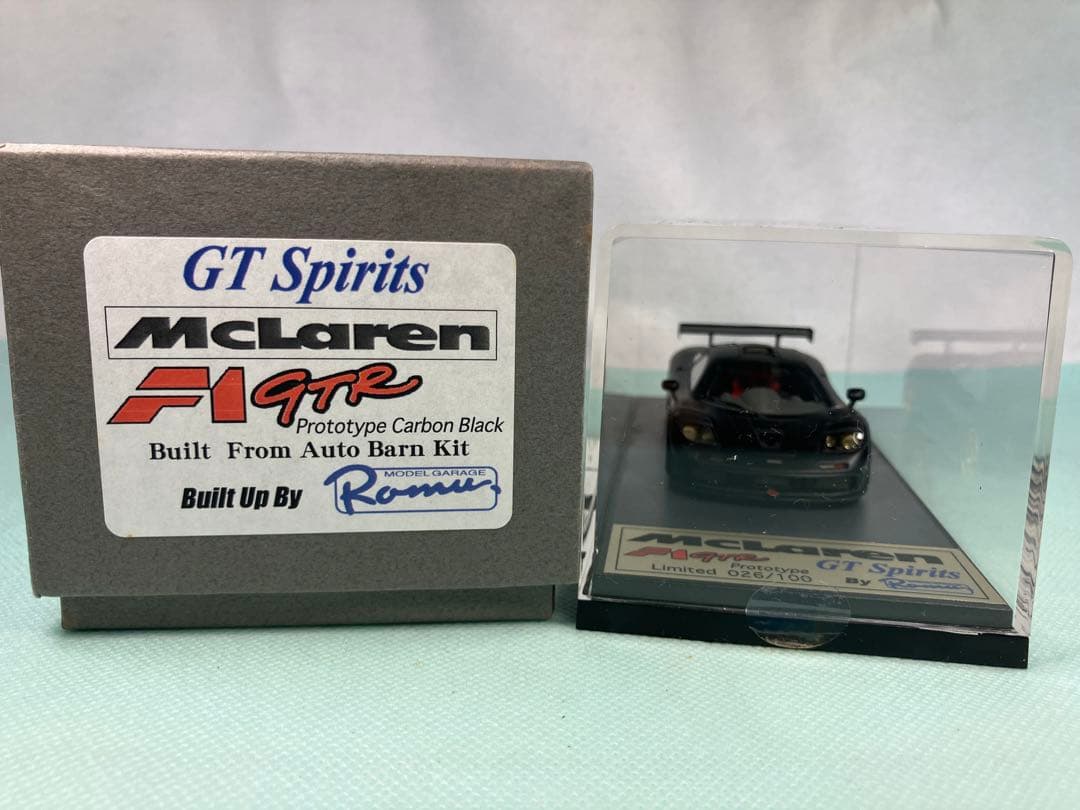 GT Spirits
McLaren
F1 GTR
Prototype Carbon Black
Built From Auto Barn Kit
Built Up By
MODEL GARAGE
Romu.
McLaren
F1 GTR
Prototype
GT Spirits
Limited 026/100
By Romu.